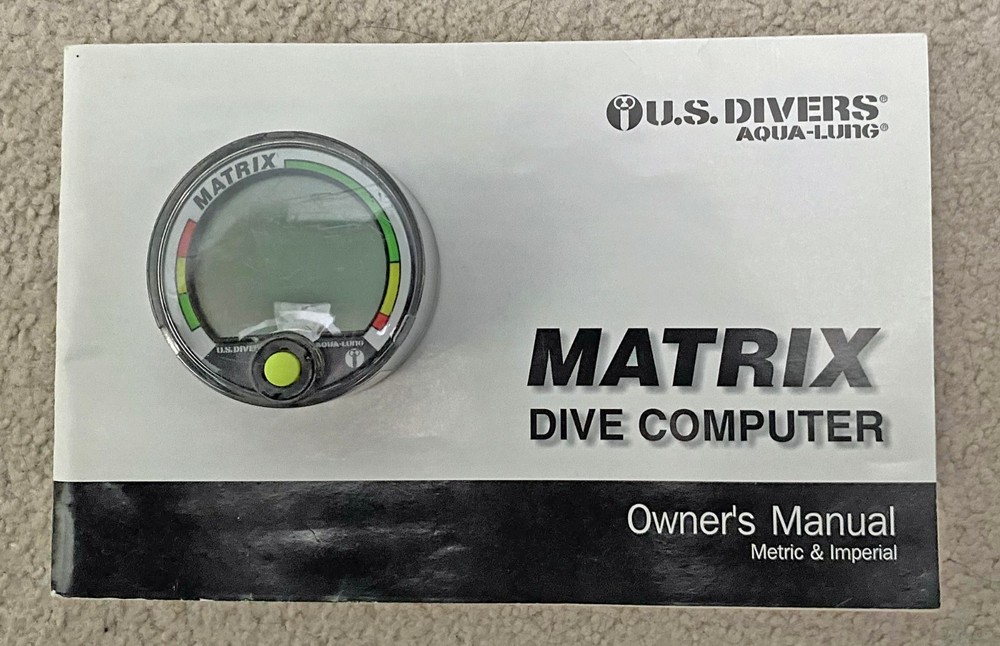 U.S. DIVERS®
AQUA-LUNG®
MATRIX
U.S. DIVERS AQUA-LUNG
MATRIX
DIVE COMPUTER
Owner's Manual
Metric & Imperial